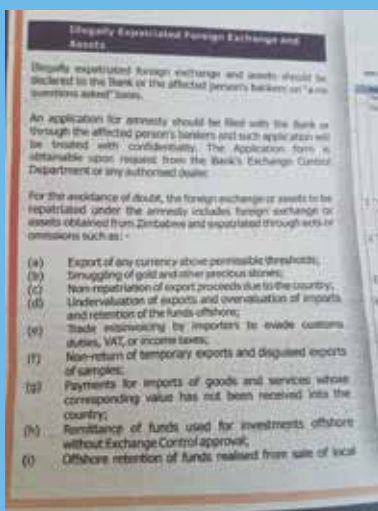 Illegally Expatriated Foreign Exchange and
Assets
Illegally expatriated foreign exchange and assets should be
declared to the Bank or the affected person's bankers on "a no
questions asked" basis.
An application for amnesty should be filed with the Bank or
through the affected person's bankers and such application will
be treated with confidentiality. The Application form is
obtainable upon request from the Bank's Exchange Control
Department or any authorised dealer.
For the avoidance of doubt, the foreign exchange or assets to be
repatriated under the amnesty includes foreign exchange or
assets obtained from Zimbabwe and expatriated through acts or
omissions such as: -
(a) Export of any currency above permissible thresholds;
(b) Smuggling of gold and other precious stones;
(c) Non-repatriation of export proceeds due to the country;
(d) Undervaluation of exports and overvaluation of imports
and retention of the funds offshore;
(e) Trade misinvoicing by importers to evade customs
duties, VAT, or income taxes;
(f) Non-return of temporary exports and disguised exports
of samples;
(g) Payments for imports of goods and services whose
corresponding value has not been received into the
country;
(h) Remittance of funds used for investments offshore
without Exchange Control approval;
(i) Offshore retention of funds realised from sale of local